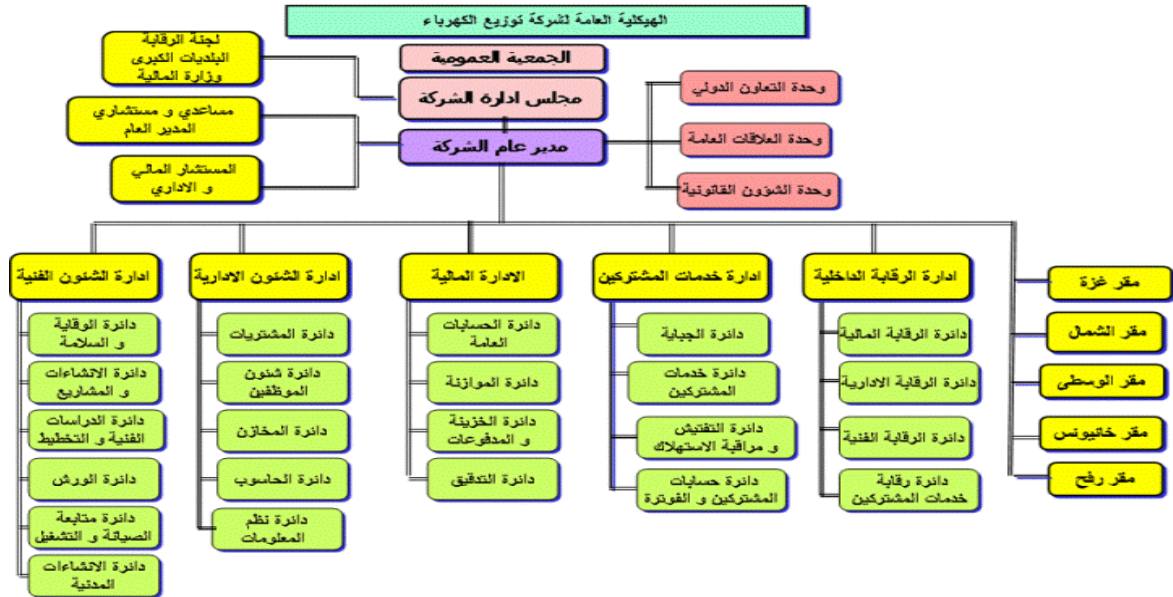 الهيكلية العامة لشركة توزيع الكهرباء
الجمعية العمومية
مجلس ادارة الشركة
مدير عام الشركة
وحدة التعاون الدولي
وحدة العلاقات العامة
وحدة الشؤون القانونية
لجنة الرقابة
البلديات الكبرى
وزارة المالية
مساعدي و مستشاري
المدير العام
المستشار المالي
و الاداري
مقر غزة
مقر الشمال
مقر الوسطى
مقر خانيونس
مقر رفح
ادارة الرقابة الداخلية
دائرة الرقابة المالية
دائرة الرقابة الادارية
دائرة الرقابة الفنية
دائرة رقابة
خدمات المشتركين
ادارة خدمات المشتركين
دائرة الجباية
دائرة خدمات
المشتركين
دائرة التفتيش
و مراقبة الاستهلاك
دائرة حسابات
المشتركين و الفوترة
الادارة المالية
دائرة الحسابات
العامة
دائرة الموازنة
دائرة الخزينة
و المدفوعات
دائرة التدقيق
ادارة الشئون الادارية
دائرة المشتريات
دائرة شئون
الموظفين
دائرة المخازن
دائرة الحاسوب
دائرة نظم
المعلومات
ادارة الشئون الفنية
دائرة الوقاية
و السلامة
دائرة الانشاءات
و المشاريع
دائرة الدراسات
الفنية و التخطيط
دائرة الورش
دائرة متابعة
الصيانة و التشغيل
دائرة الانشاءات
المدنية